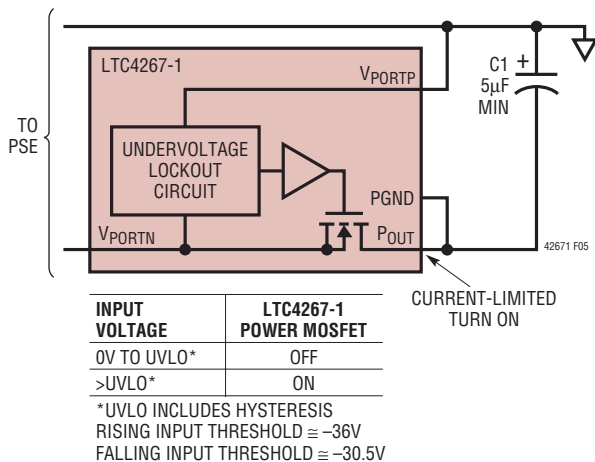 LTC4267-1
VPORTP
C1 +
5μF
MIN
TO
PSE
UNDERVOLTAGE
LOCKOUT
CIRCUIT
PGND
VPORTN
POUT
42671 F05
CURRENT-LIMITED
TURN ON
INPUT VOLTAGE LTC4267-1 POWER MOSFET
0V TO UVLO* OFF
>UVLO* ON
*UVLO INCLUDES HYSTERESIS
RISING INPUT THRESHOLD ≅ –36V
FALLING INPUT THRESHOLD ≅ –30.5V